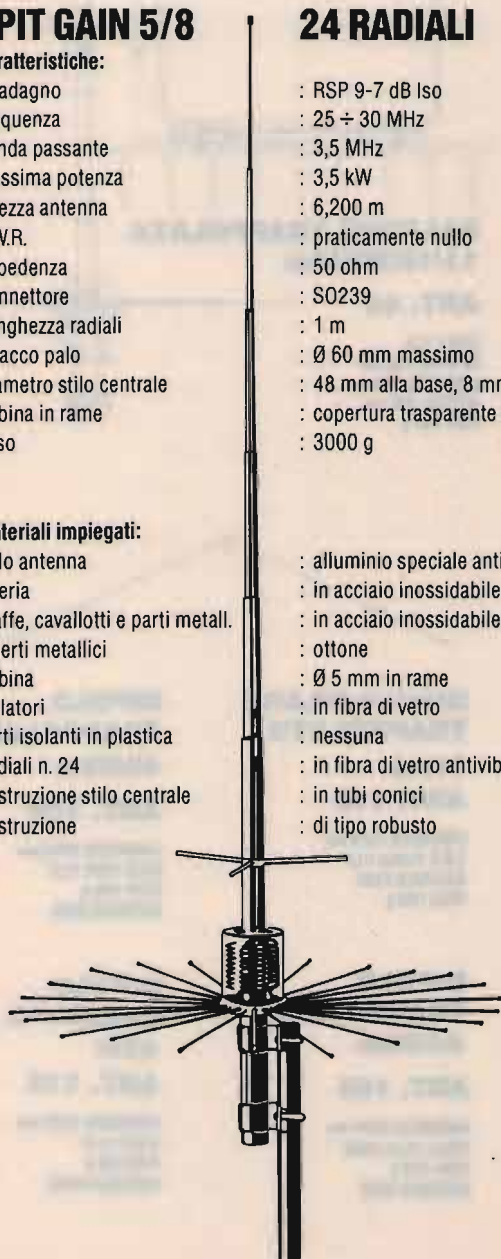 PIT GAIN 5/8 24 RADIALI
ratteristiche:
adagno : RSP 9-7 dB Iso
quenza : 25 ÷ 30 MHz
nda passante : 3,5 MHz
ssima potenza : 3,5 kW
ezza antenna : 6,200 m
W.R. : praticamente nullo
pedenza : 50 ohm
nnettore : SO239
nghezza radiali : 1 m
acco palo : Ø 60 mm massimo
ametro stilo centrale : 48 mm alla base, 8 mm
bina in rame : copertura trasparente
so : 3000 g
ateriali impiegati:
lo antenna : alluminio speciale anti
eria : in acciaio inossidabile
affe, cavallotti e parti metall. : in acciaio inossidabile
erti metallici : ottone
bina : Ø 5 mm in rame
latori : in fibra di vetro
rti isolanti in plastica : nessuna
diali n. 24 : in fibra di vetro antivib
struzione stilo centrale : in tubi conici
struzione : di tipo robusto